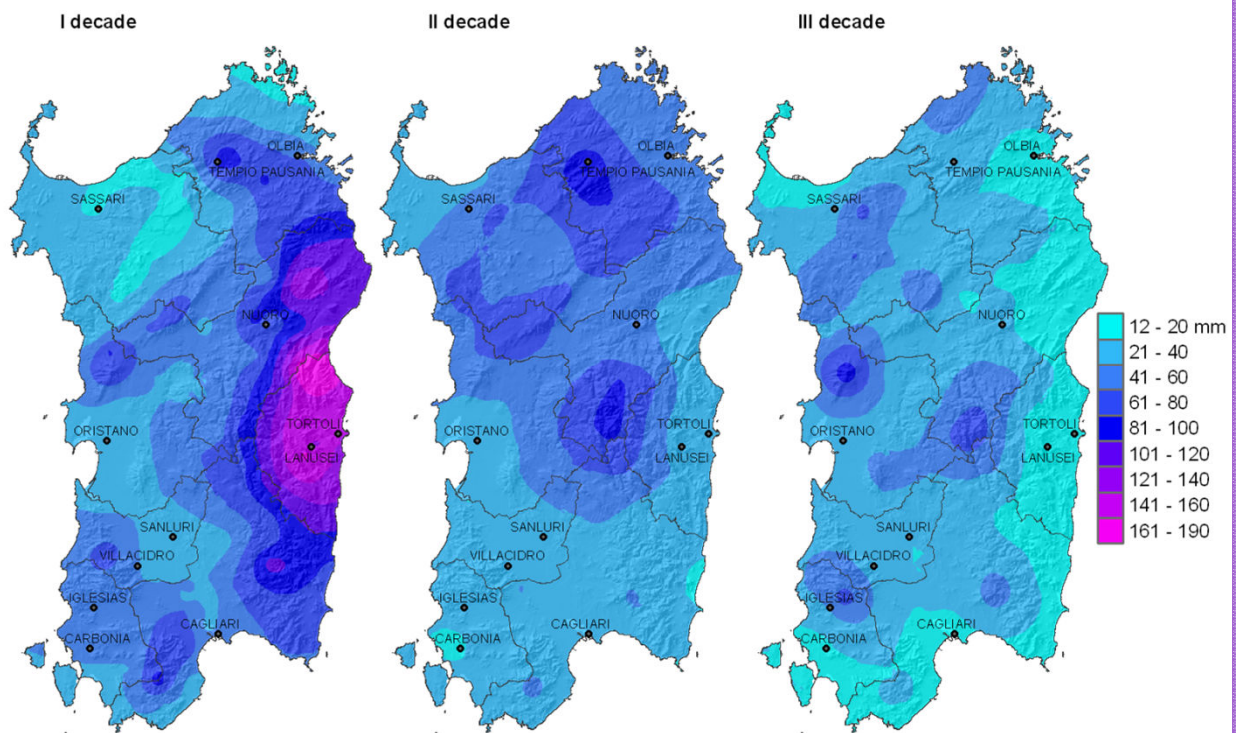 I decade
II decade
III decade
OLBIA
TEMPIO PAUSANIA
SASSARI
NUORO
ORISTANO
TORTOLI
LANUSEI
SANLURI
VILLACIDRO
IGLESIAS
CARBONIA
CAGLIARI
OLBIA
TEMPIO PAUSANIA
SASSARI
NUORO
ORISTANO
TORTOLI
LANUSEI
SANLURI
VILLACIDRO
IGLESIAS
CARBONIA
CAGLIARI
OLBIA
TEMPIO PAUSANIA
SASSARI
NUORO
ORISTANO
TORTOLI
LANUSEI
SANLURI
VILLACIDRO
IGLESIAS
CARBONIA
CAGLIARI
12 - 20 mm
21 - 40
41 - 60
61 - 80
81 - 100
101 - 120
121 - 140
141 - 160
161 - 190